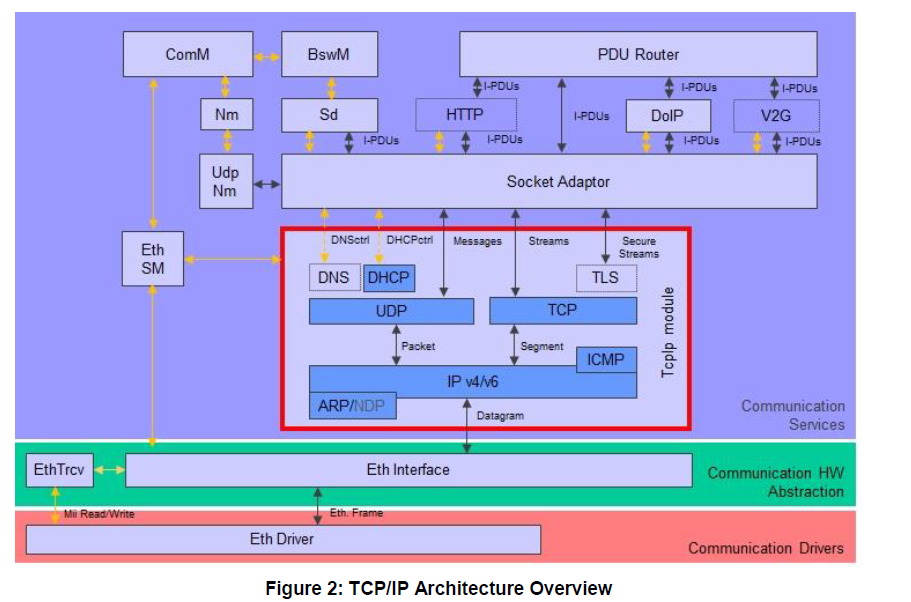 ComM
BswM
PDU Router
I-PDUs
I-PDUs
I-PDUs
Nm
Sd
HTTP
I-PDUs
DoIP
V2G
I-PDUs
I-PDUs
I-PDUs
I-PDUs
Udp
Nm
Socket Adaptor
DNSctrl
DHCPctrl
Messages
Streams
Secure
Streams
Eth
SM
DNS
DHCP
TLS
UDP
TCP
TcpIp module
Packet
Segment
ICMP
IP v4/v6
ARP/NDP
Datagram
Communication
Services
EthTrcv
Eth Interface
Communication HW
Abstraction
Mii Read/Write
Eth. Frame
Eth Driver
Communication Drivers
Figure 2: TCP/IP Architecture Overview